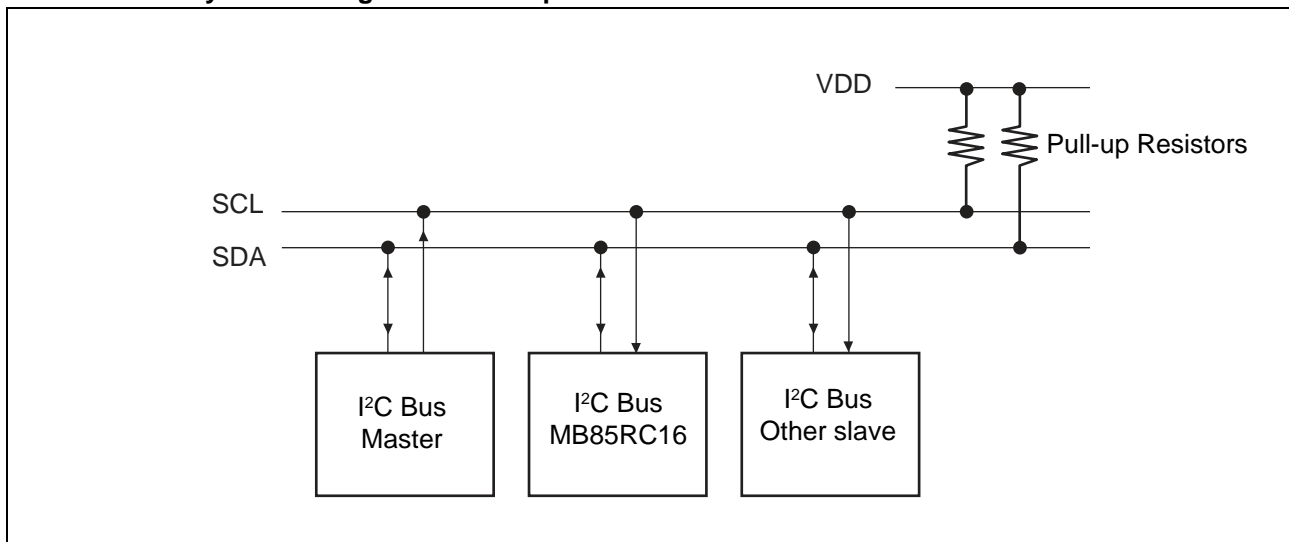 VDD
Pull-up Resistors
SCL
SDA
I²C Bus
Master
I²C Bus
MB85RC16
I²C Bus
Other slave